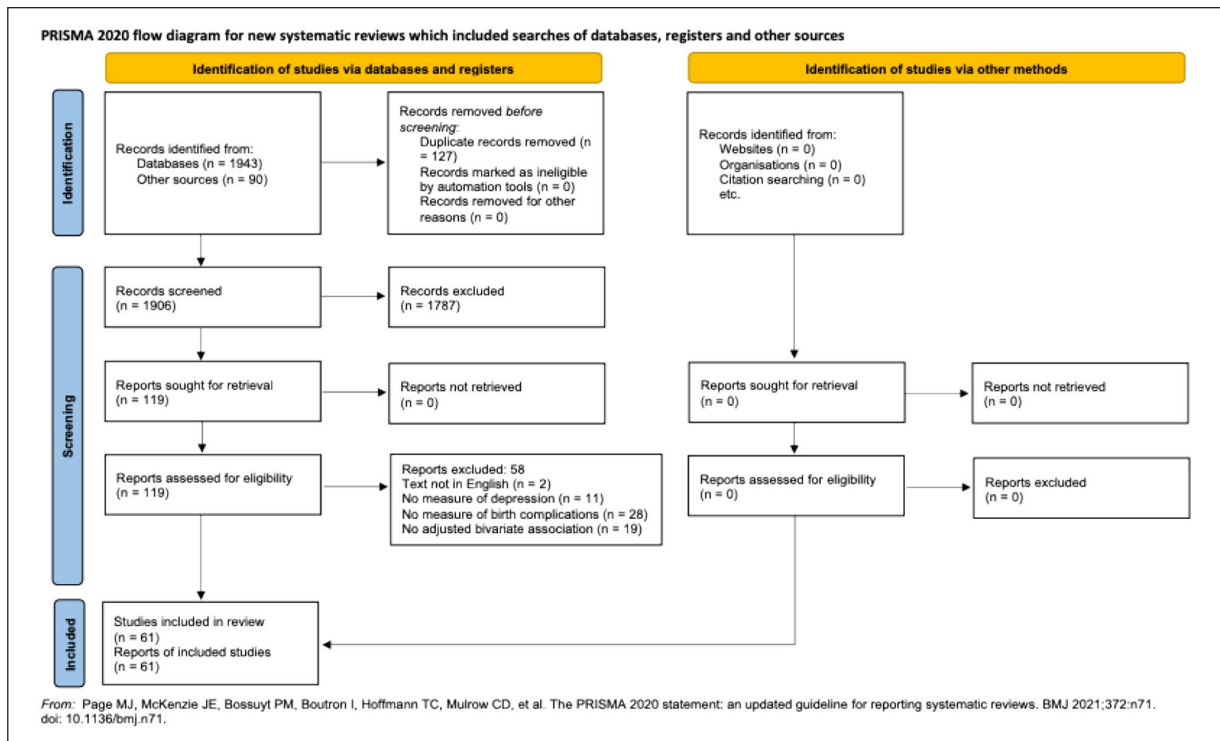 PRISMA 2020 flow diagram for new systematic reviews which included searches of databases, registers and other sources
Identification of studies via databases and registers
Identification of studies via other methods
Identification
Records identified from:
Databases (n = 1943)
Other sources (n = 90)
Records removed before
screening:
Duplicate records removed (n
= 127)
Records marked as ineligible
by automation tools (n = 0)
Records removed for other
reasons (n = 0)
Records identified from:
Websites (n = 0)
Organisations (n = 0)
Citation searching (n = 0)
etc.
Screening
Records screened
(n = 1906)
Records excluded
(n = 1787)
Reports sought for retrieval
(n = 119)
Reports not retrieved
(n = 0)
Reports sought for retrieval
(n = 0)
Reports not retrieved
(n = 0)
Reports assessed for eligibility
(n = 119)
Reports excluded: 58
Text not in English (n = 2)
No measure of depression (n = 11)
No measure of birth complications (n = 28)
No adjusted bivariate association (n = 19)
Reports assessed for eligibility
(n = 0)
Reports excluded
(n = 0)
Included
Studies included in review
(n = 61)
Reports of included studies
(n = 61)
From: Page MJ, McKenzie JE, Bossuyt PM, Boutron I, Hoffmann TC, Mulrow CD, et al. The PRISMA 2020 statement: an updated guideline for reporting systematic reviews. BMJ 2021;372:n71.
doi: 10.1136/bmj.n71.